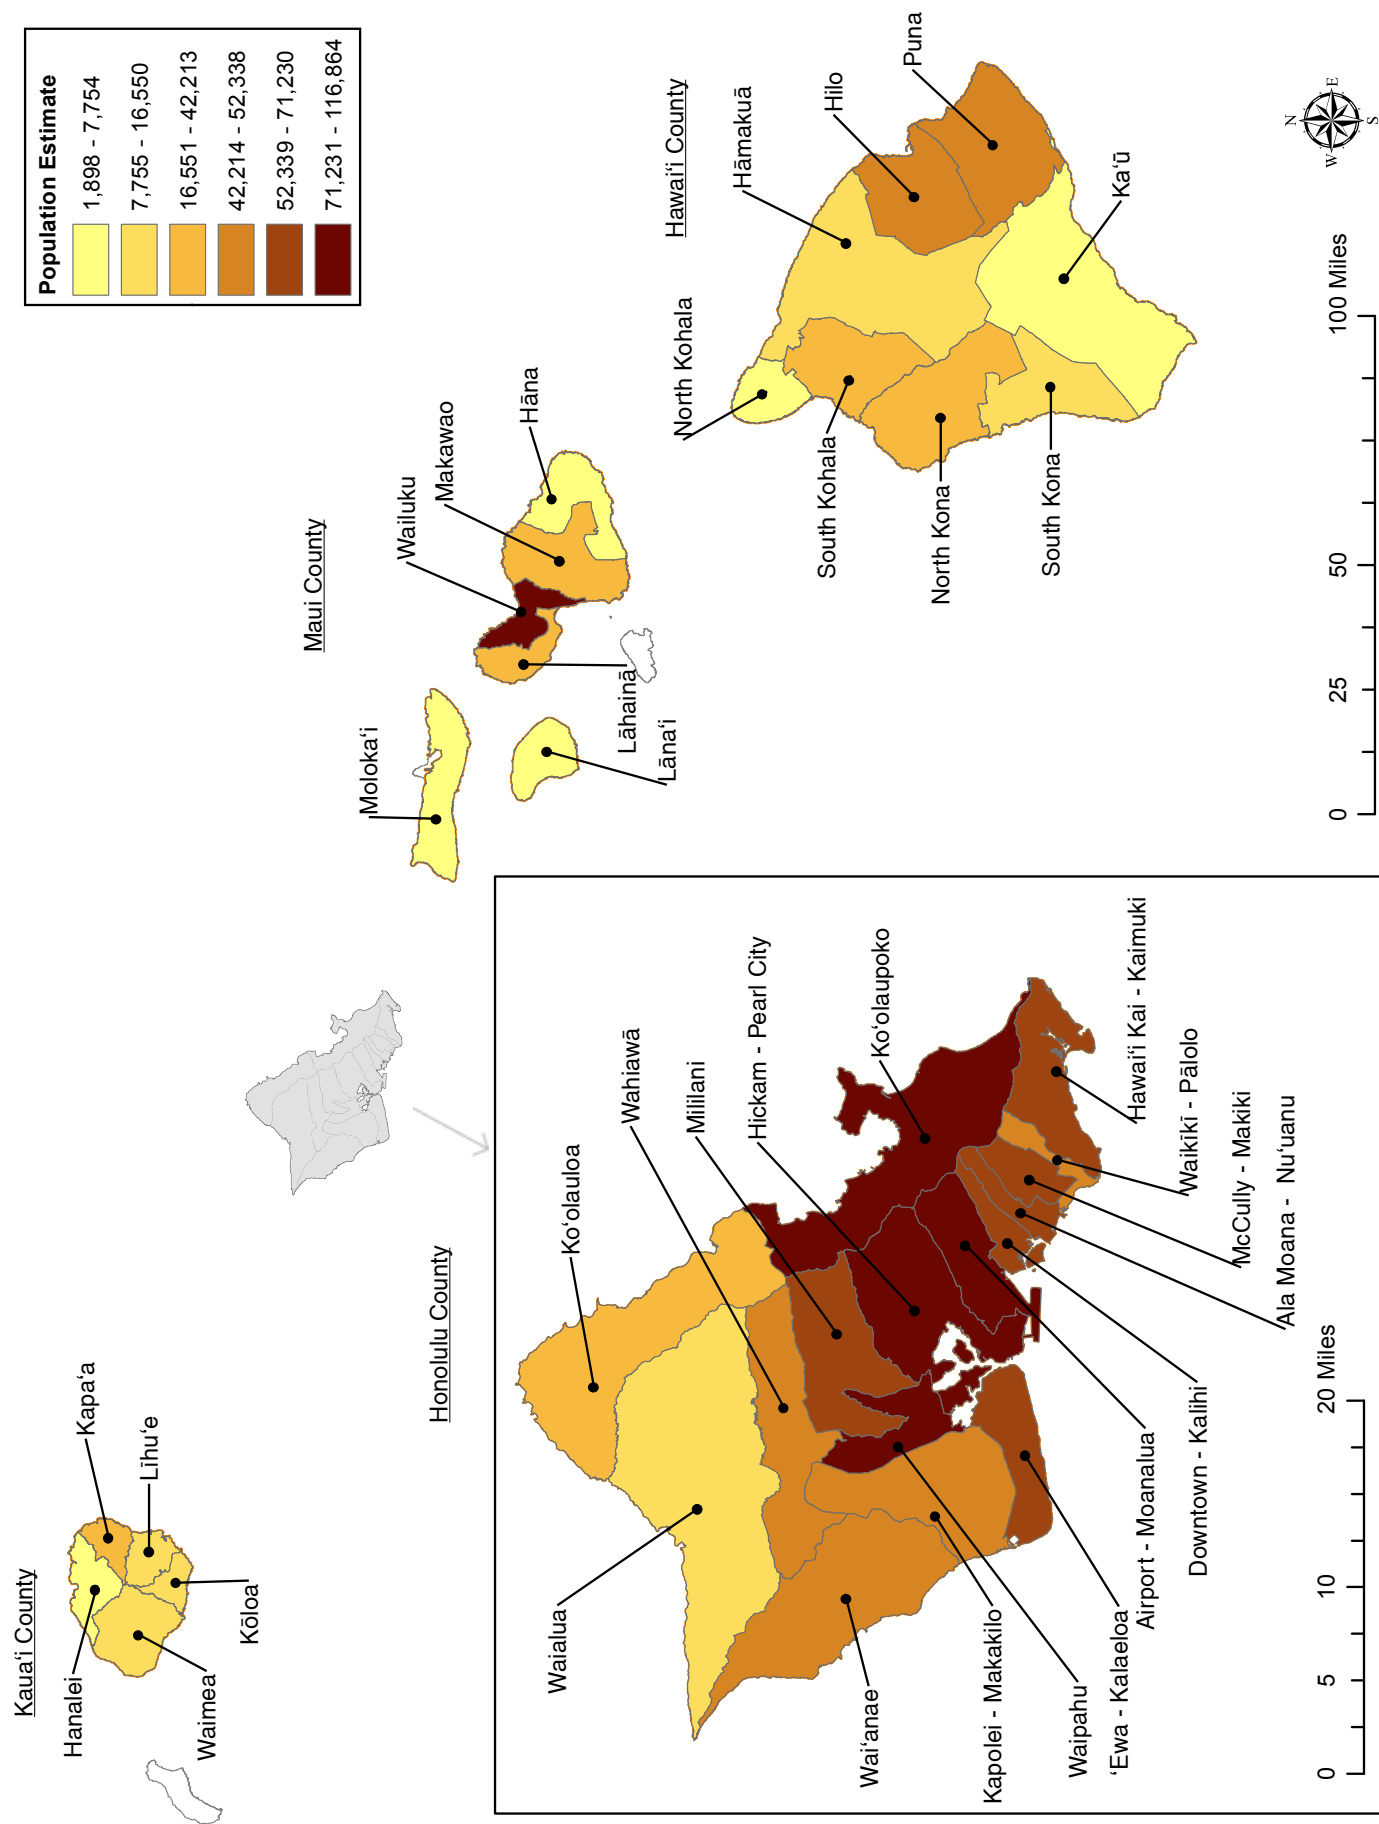 Population Estimate
1,898 - 7,754
7,755 - 16,550
16,551 - 42,213
42,214 - 52,338
52,339 - 71,230
71,231 - 116,864
Kauaʻi County
Hanalei
Waimea
Kapaʻa
Līhuʻe
Kōloa
Honolulu County
Waialua
Koʻolauloa
Wahiawā
Mililani
Hickam - Pearl City
Koʻolaupoko
Waiʻanae
Kapolei - Makakilo
Waipahu
ʻEwa - Kalaeloa
Airport - Moanalua
Downtown - Kalihi
Ala Moana - Nuʻuanu
McCully - Makiki
Waikiki - Pālolo
Hawaiʻi Kai - Kaimuki
0 5 10 20 Miles
Maui County
Molokaʻi
Lānaʻi
Lāhainā
Wailuku
Makawao
Hāna
Hawaiʻi County
North Kohala
Hāmakuā
Hilo
Puna
South Kohala
North Kona
South Kona
Kaʻū
0 25 50 100 Miles
N
W E
S